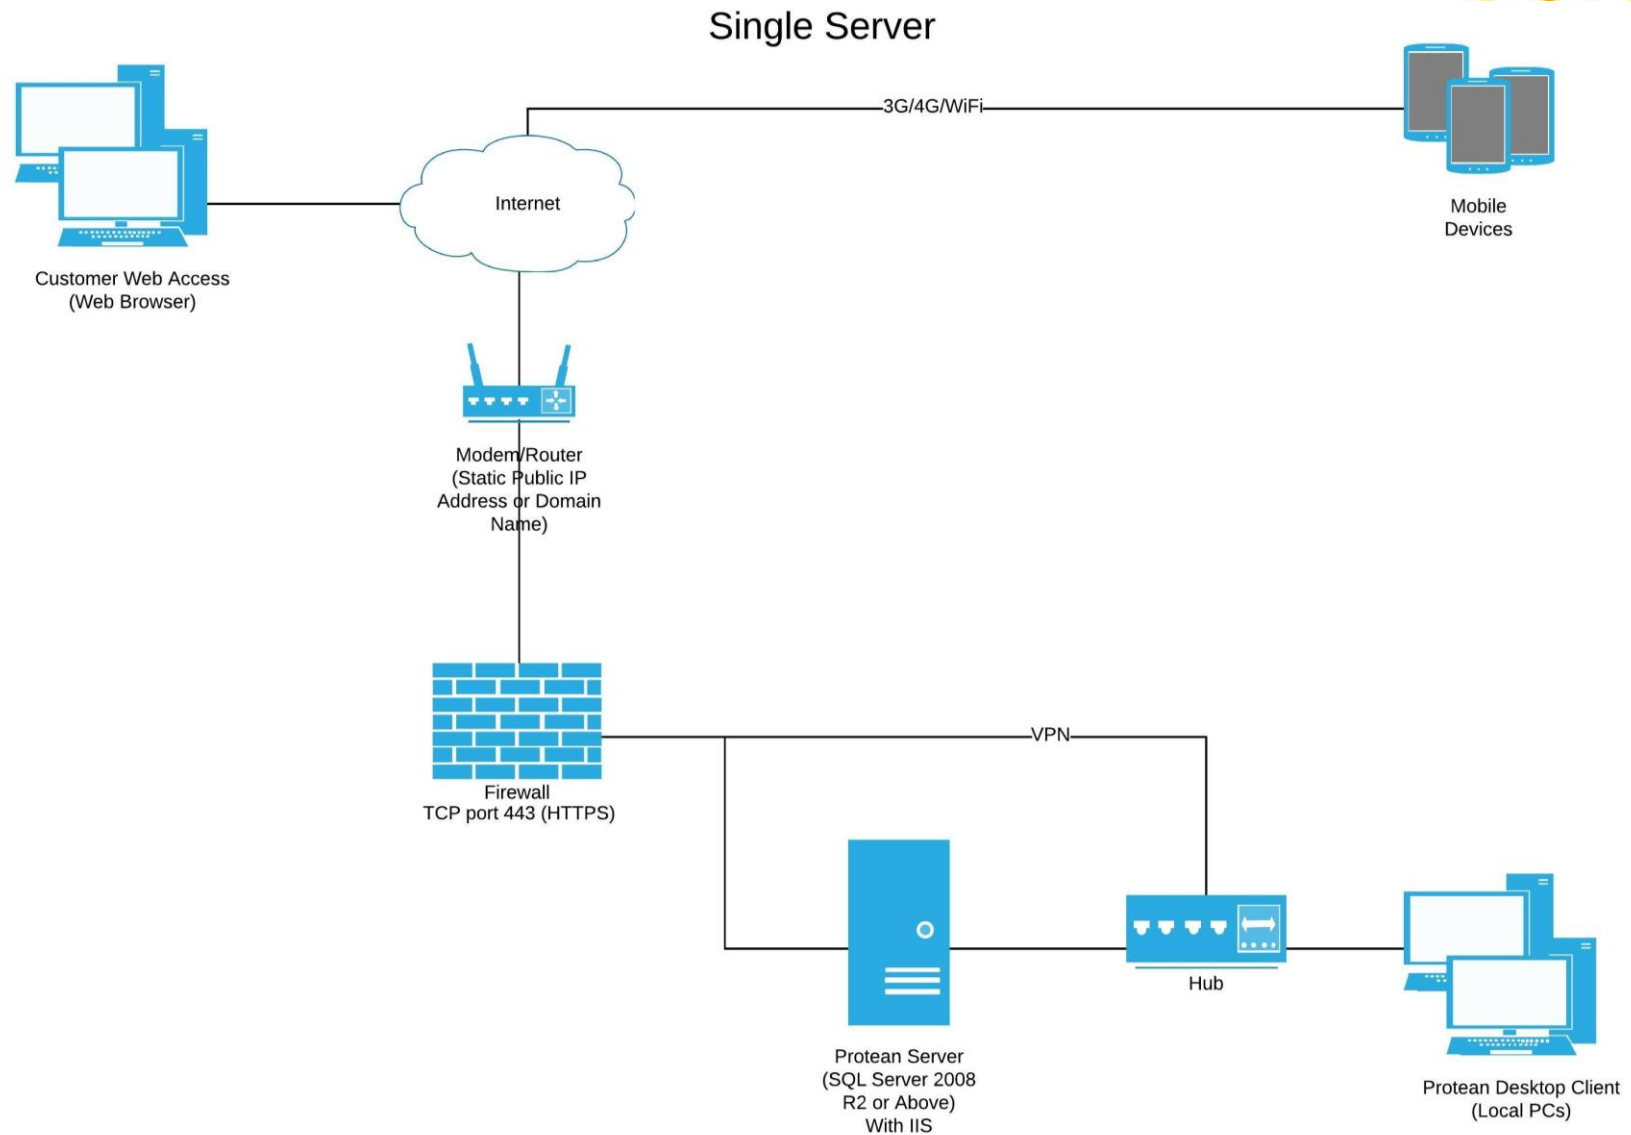 Single Server
3G/4G/WiFi
Internet
Mobile
Devices
Customer Web Access
(Web Browser)
Modem/Router
(Static Public IP
Address or Domain
Name)
VPN
Firewall
TCP port 443 (HTTPS)
Hub
Protean Server
(SQL Server 2008
R2 or Above)
With IIS
Protean Desktop Client
(Local PCs)